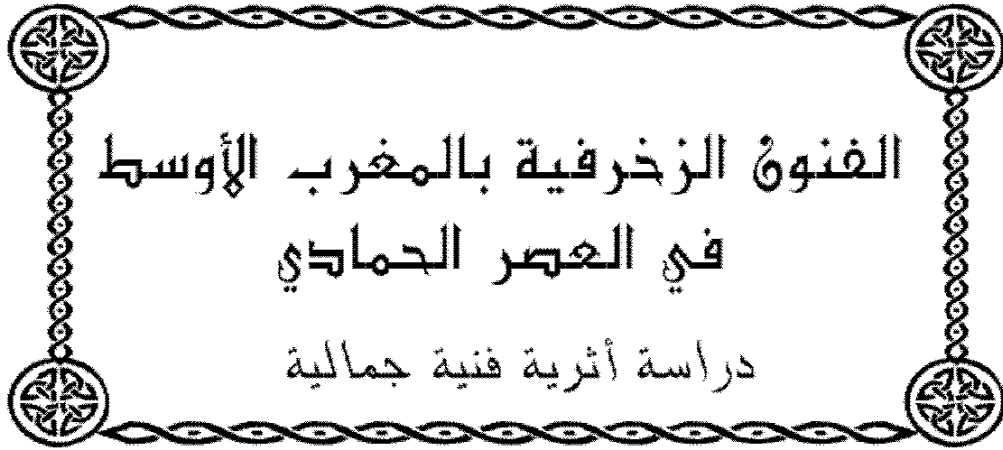 الفنون الزخرفية بالمغرب الأوسط
في العصر الحمادي
دراسة أثرية فنية جمالية